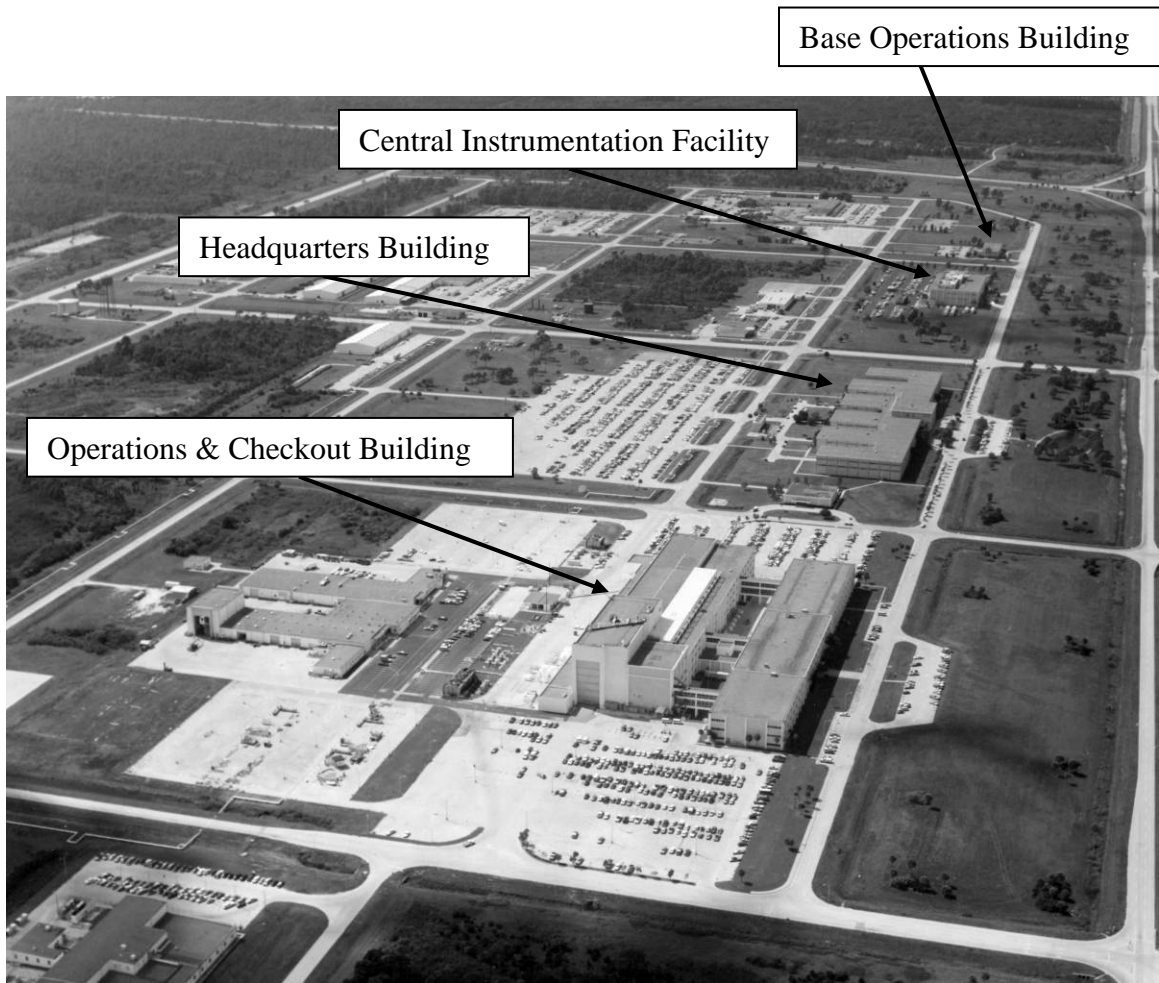 Base Operations Building
Central Instrumentation Facility
Headquarters Building
Operations & Checkout Building